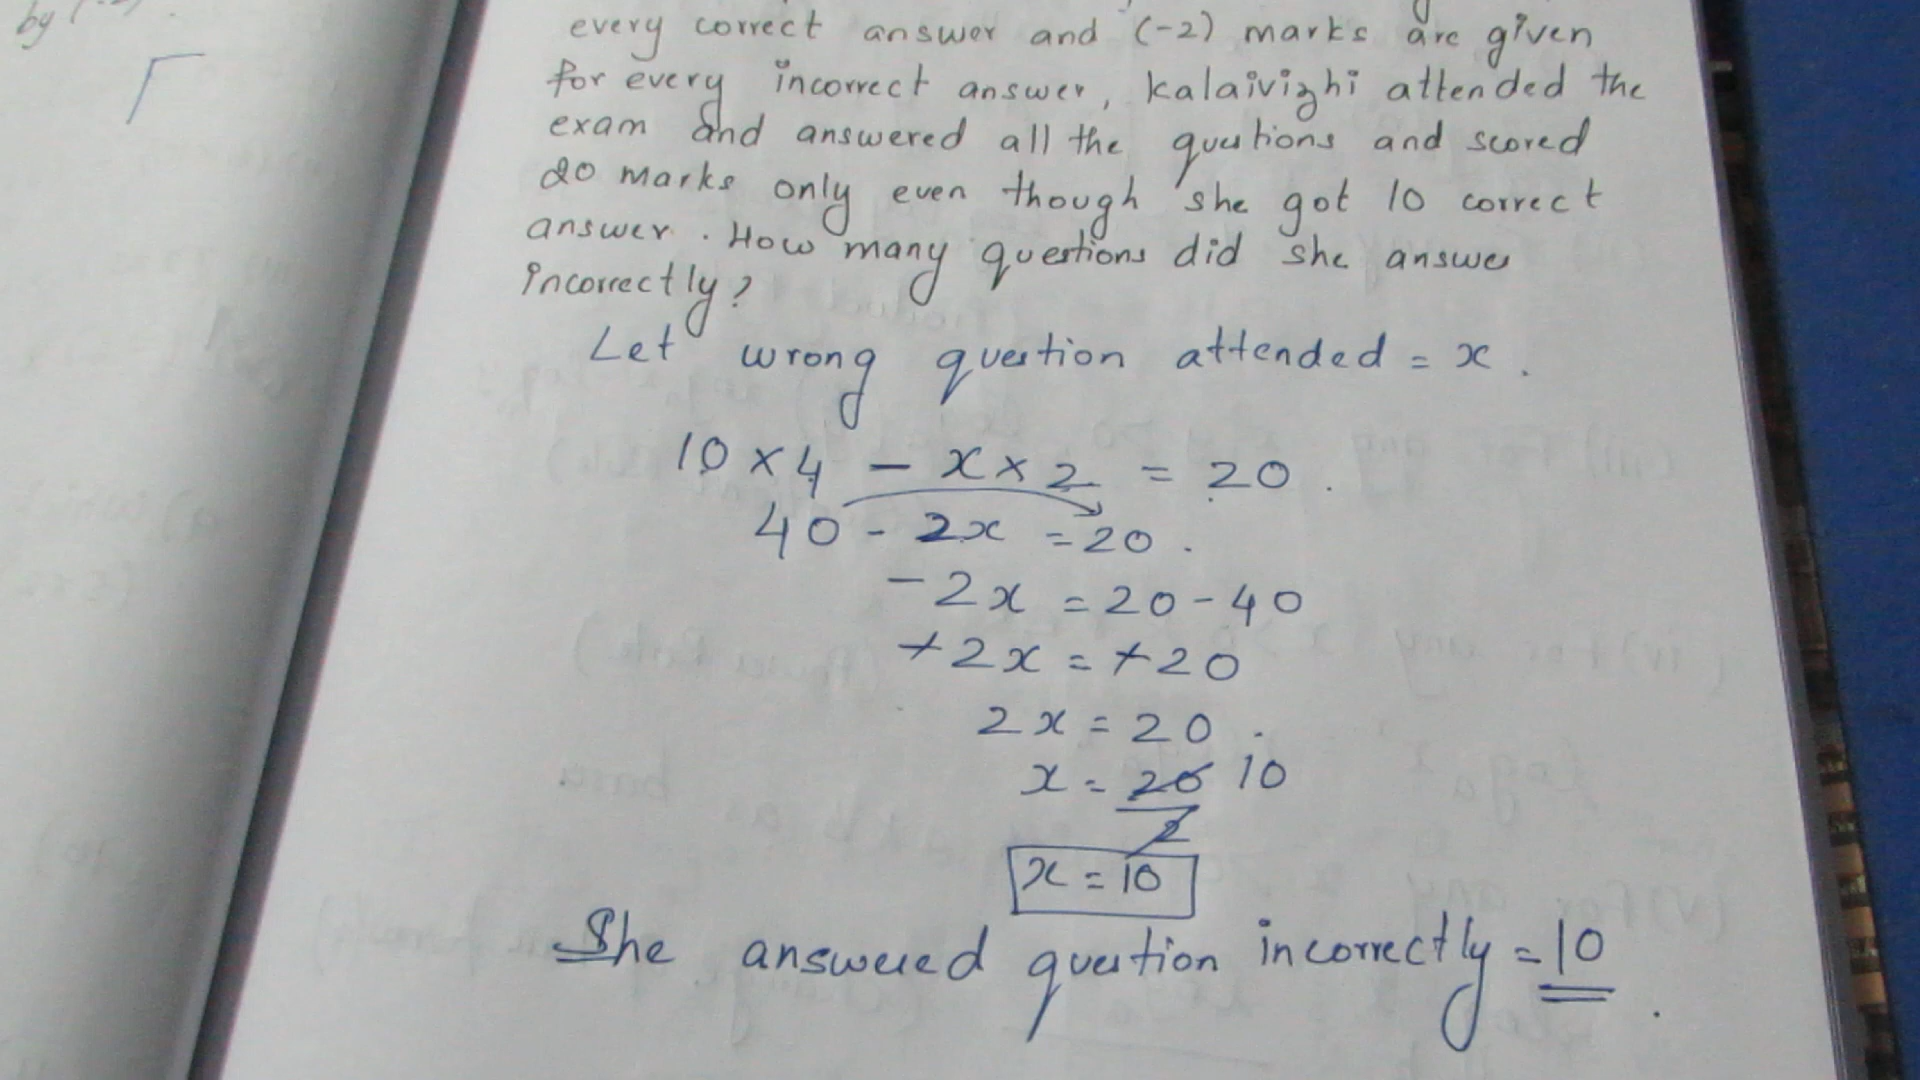 by (-2).
every correct answer and (-2) marks are given
for every incorrect answer, kalaivizhi attended the
exam and answered all the questions and scored
20 marks only even though she got 10 correct
answer. How many questions did she answer
incorrectly?
Let wrong question attended = x.
10 × 4 - x × 2 = 20.
40 - 2x = 20.
-2x = 20 - 40
+2x = +20
2x = 20.
x = 20/2 10
x = 10
She answered question incorrectly = 10.